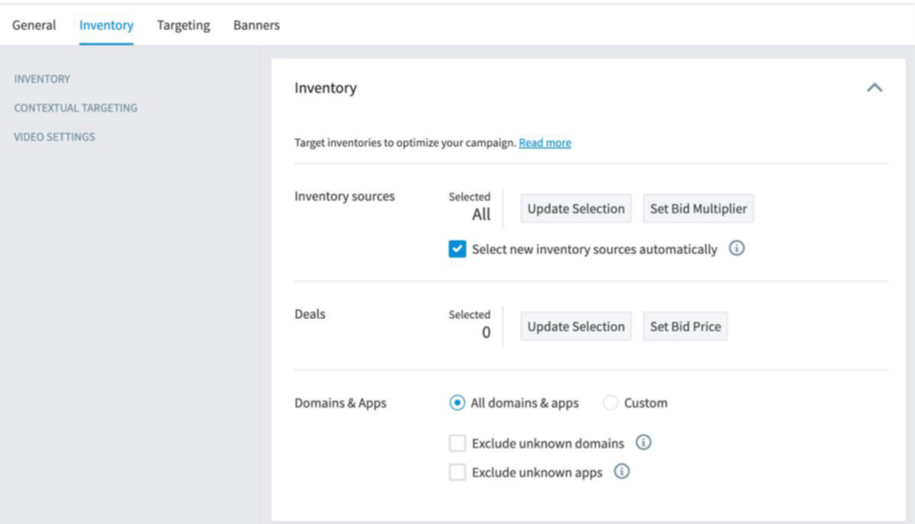 General Inventory Targeting Banners
INVENTORY
CONTEXTUAL TARGETING
VIDEO SETTINGS
Inventory
Target inventories to optimize your campaign. Read more
Inventory sources
Selected
All
Update Selection
Set Bid Multiplier
Select new inventory sources automatically
Deals
Selected
0
Update Selection
Set Bid Price
Domains & Apps
All domains & apps
Custom
Exclude unknown domains
Exclude unknown apps